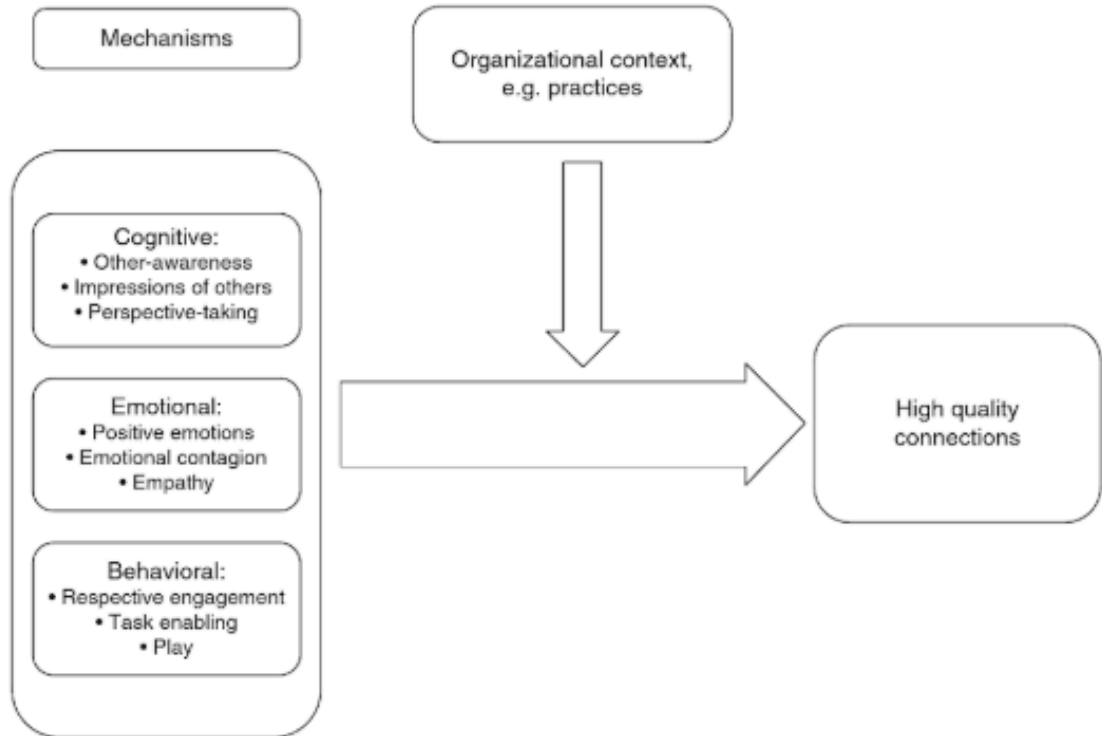 Mechanisms
Organizational context,
e.g. practices
Cognitive:
• Other-awareness
• Impressions of others
• Perspective-taking
Emotional:
• Positive emotions
• Emotional contagion
• Empathy
Behavioral:
• Respective engagement
• Task enabling
• Play
High quality
connections